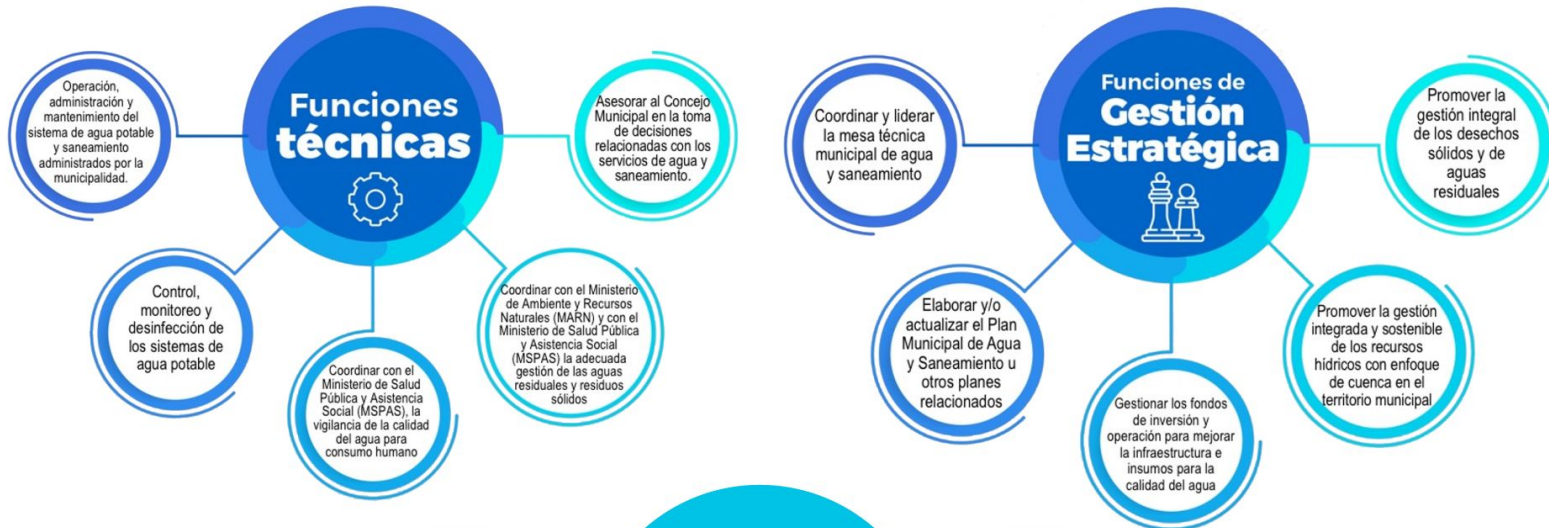 Funciones
técnicas
Operación,
administración y
mantenimiento del
sistema de agua potable
y saneamiento
administrados por la
municipalidad.
Control,
monitoreo y
desinfección de
los sistemas de
agua potable
Coordinar con el
Ministerio de Salud
Pública y Asistencia
Social (MSPAS), la
vigilancia de la calidad
del agua para
consumo humano
Coordinar con el Ministerio
de Ambiente y Recursos
Naturales (MARN) y con el
Ministerio de Salud Pública
y Asistencia Social
(MSPAS) la adecuada
gestión de las aguas
residuales y residuos
sólidos
Asesorar al Concejo
Municipal en la toma
de decisiones
relacionadas con los
servicios de agua y
saneamiento.
Funciones de
Gestión
Estratégica
Coordinar y liderar
la mesa técnica
municipal de agua
y saneamiento
Elaborar y/o
actualizar el Plan
Municipal de Agua
y Saneamiento u
otros planes
relacionados
Gestionar los fondos
de inversión y
operación para mejorar
la infraestructura e
insumos para la
calidad del agua
Promover la gestión
integrada y sostenible
de los recursos
hídricos con enfoque
de cuenca en el
territorio municipal
Promover la
gestión integral
de los desechos
sólidos y de
aguas
residuales